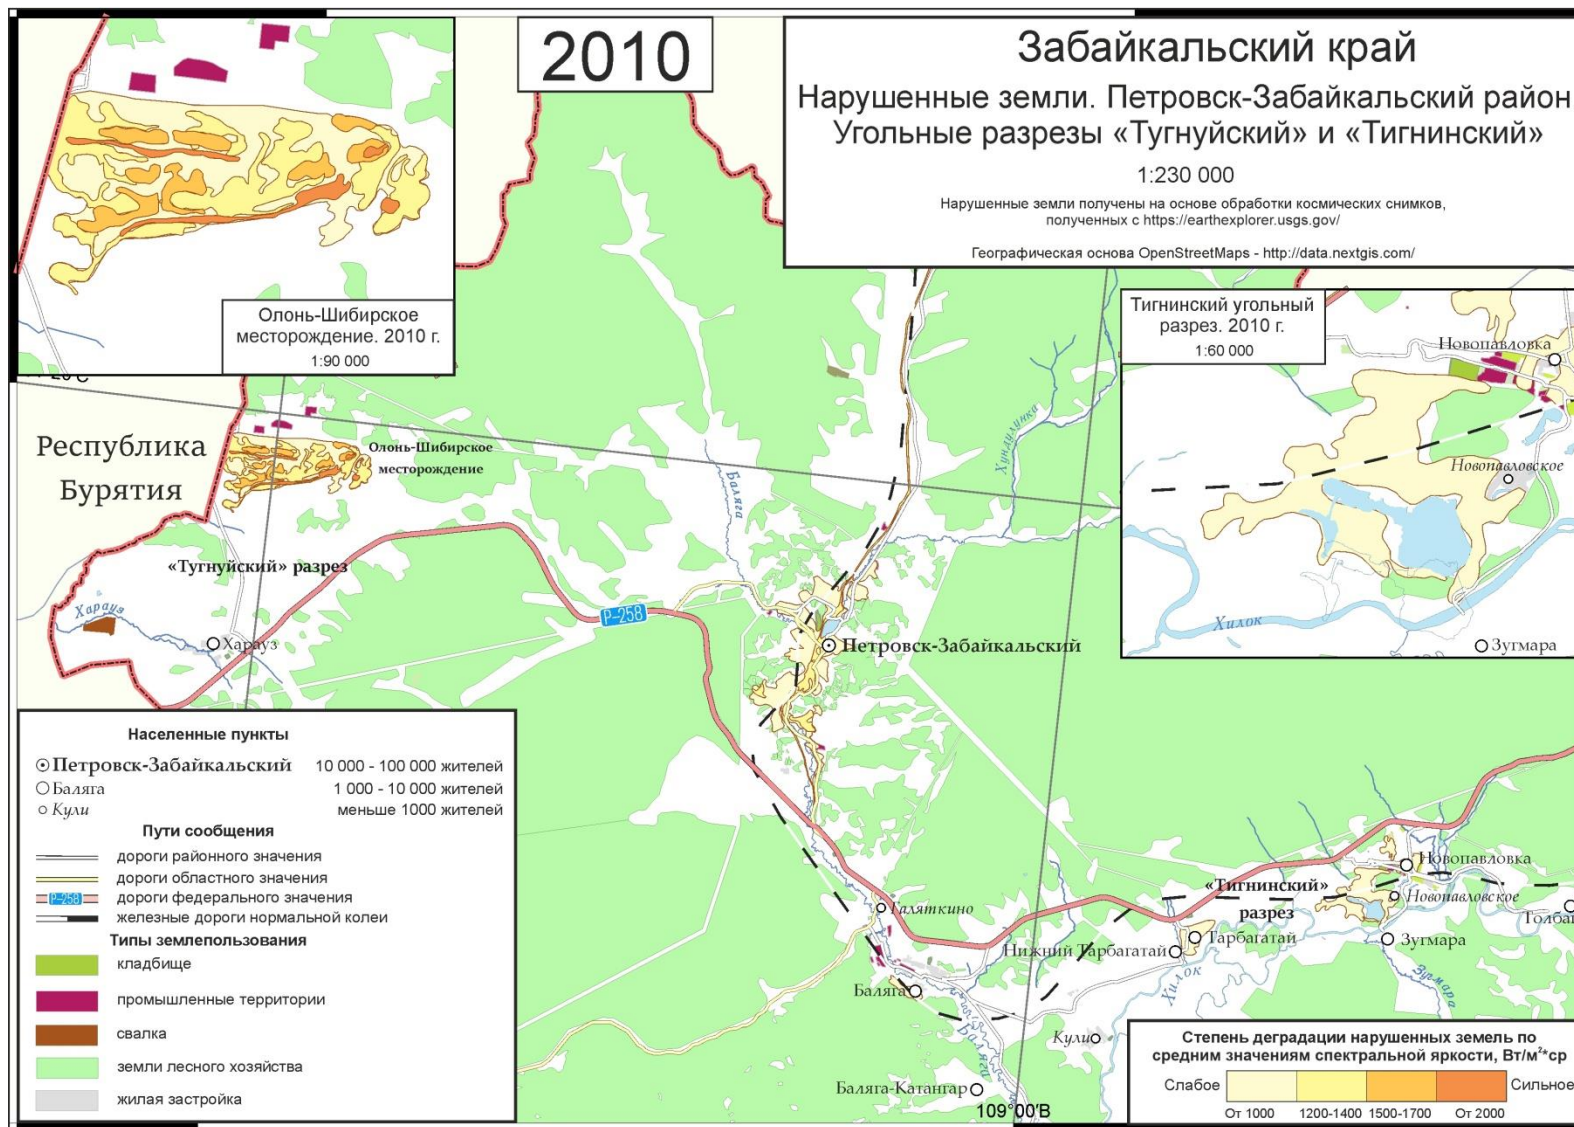 2010
Забайкальский край
Нарушенные земли. Петровск-Забайкальский район
Угольные разрезы «Тугнуйский» и «Тигнинский»
1:230 000
Нарушенные земли получены на основе обработки космических снимков,
полученных с https://earthexplorer.usgs.gov/
Географическая основа OpenStreetMaps - http://data.nextgis.com/
Олонь-Шибирское
месторождение. 2010 г.
1:90 000
Тигнинский угольный
разрез. 2010 г.
1:60 000
Новопавловка
Новопавловское
Хилок
Зугмара
Республика
Бурятия
Олонь-Шибирское
месторождение
«Тугнуйский» разрез
Харауз
Харауз
Р-258
Баляга
Хундулунка
Петровск-Забайкальский
Галяткино
Баляга
Баляга
Баляга-Катангар
109°00'В
Кули
Нижний Тарбагатай
Тарбагатай
Хилок
«Тигнинский»
разрез
Новопавловка
Новопавловское
Зугмара
Зугмара
Населенные пункты
Петровск-Забайкальский 10 000 - 100 000 жителей
Баляга 1 000 - 10 000 жителей
Кули меньше 1000 жителей
Пути сообщения
дороги районного значения
дороги областного значения
Р-258 дороги федерального значения
железные дороги нормальной колеи
Типы землепользования
кладбище
промышленные территории
свалка
земли лесного хозяйства
жилая застройка
Степень деградации нарушенных земель по
средним значениям спектральной яркости, Вт/м²*ср
Слабое Сильное
От 1000 1200-1400 1500-1700 От 2000